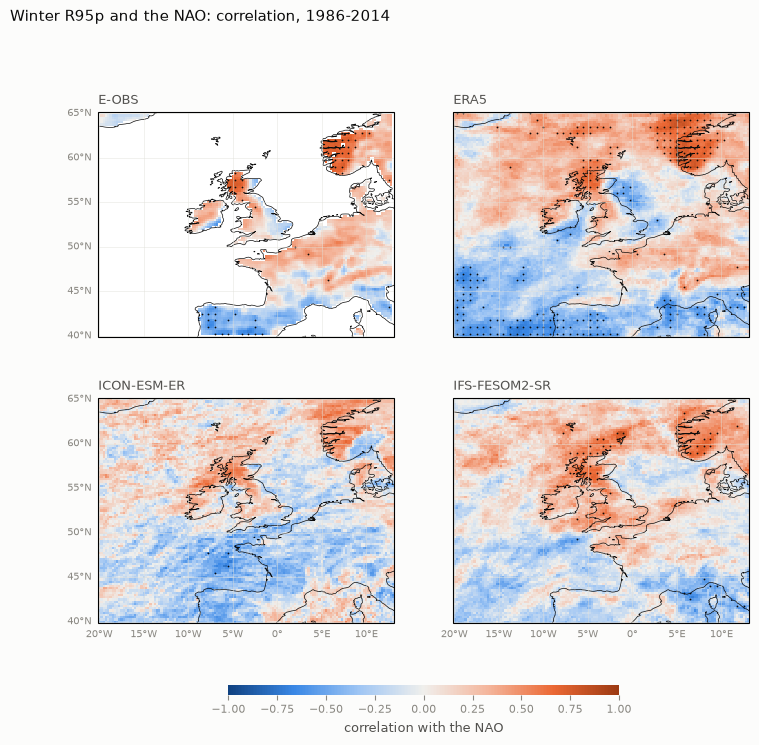 Winter R95p and the NAO: correlation, 1986-2014
E-OBS
ERA5
65°N
60°N
55°N
50°N
45°N
40°N
ICON-ESM-ER
IFS-FESOM2-SR
65°N
60°N
55°N
50°N
45°N
40°N
20°W 15°W 10°W 5°W 0° 5°E 10°E
20°W 15°W 10°W 5°W 0° 5°E 10°E
−1.00 −0.75 −0.50 −0.25 0.00 0.25 0.50 0.75 1.00
correlation with the NAO